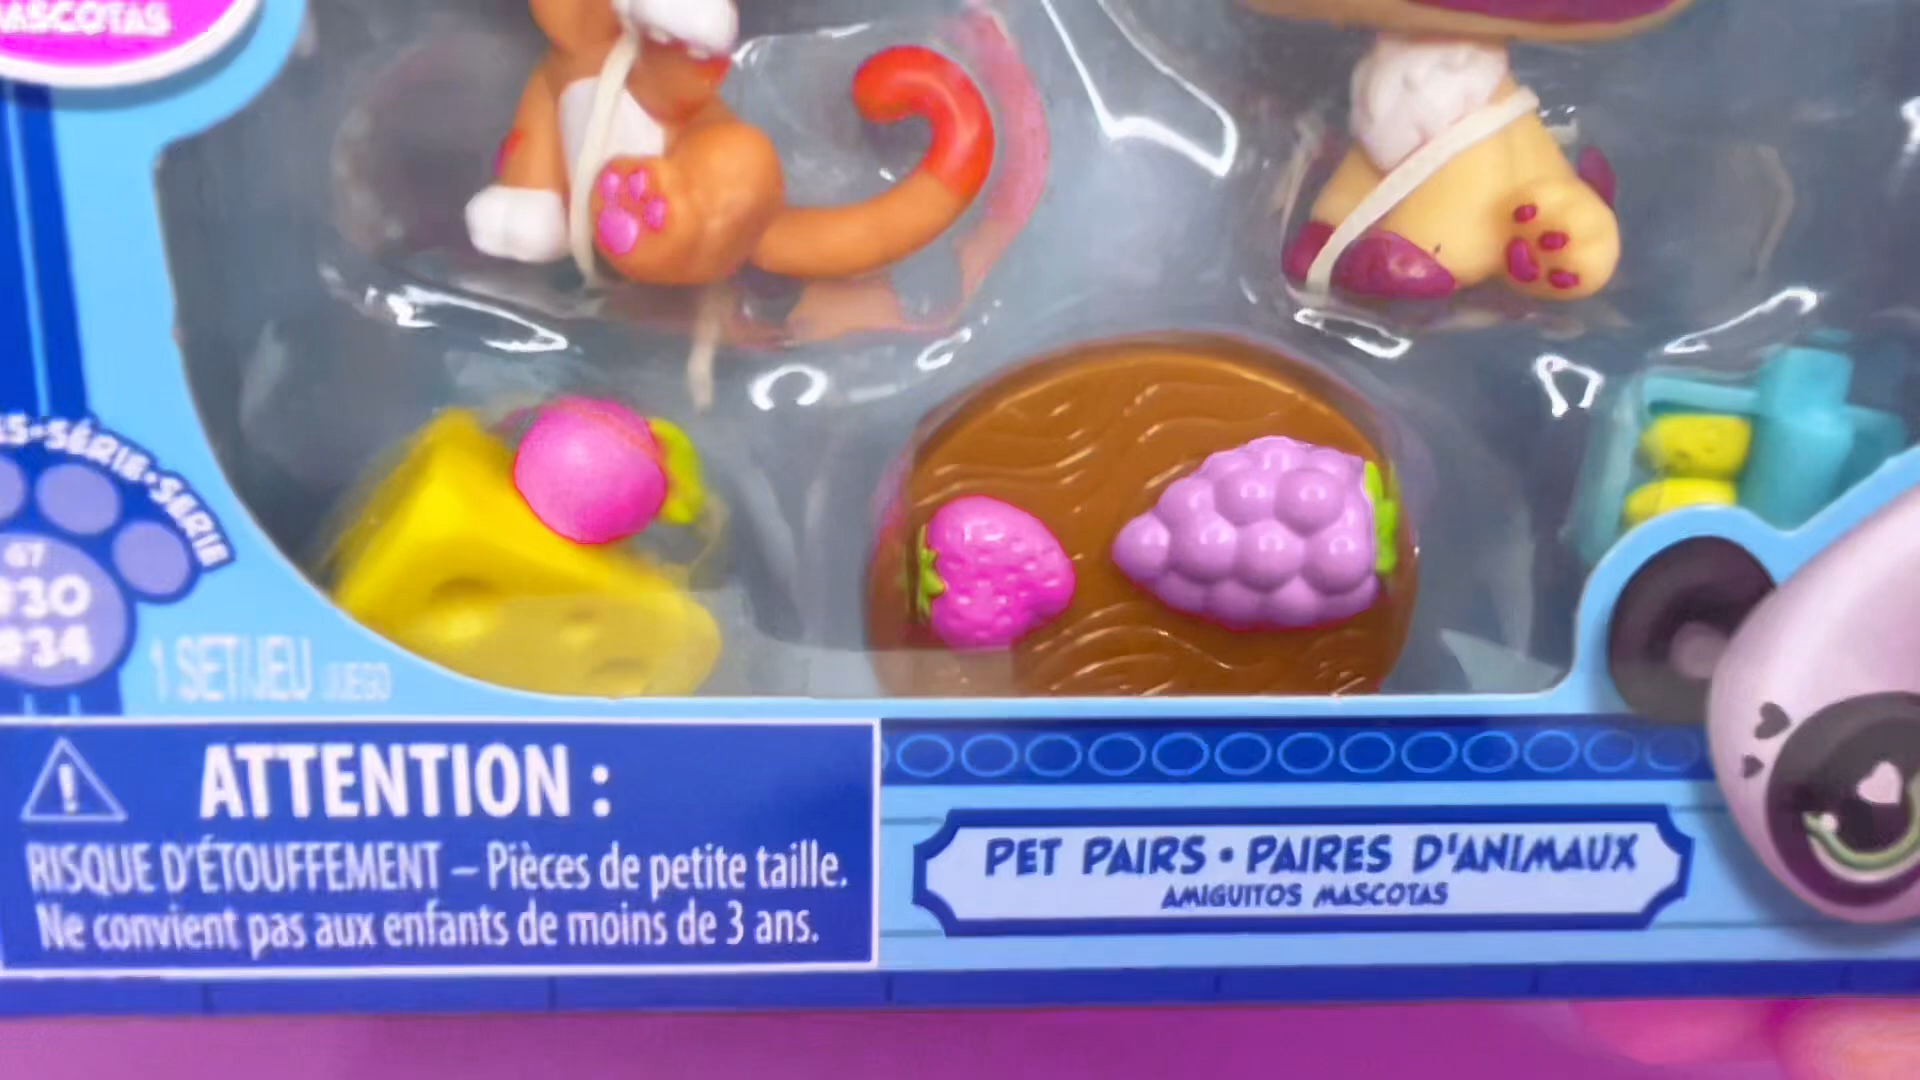 MASCOTAS
SÉRIE•SERIE
G7
#30
#34
1 SET/JEU JUEGO
ATTENTION :
RISQUE D'ÉTOUFFEMENT – Pièces de petite taille.
Ne convient pas aux enfants de moins de 3 ans.
PET PAIRS • PAIRES D'ANIMAUX
AMIGUITOS MASCOTAS